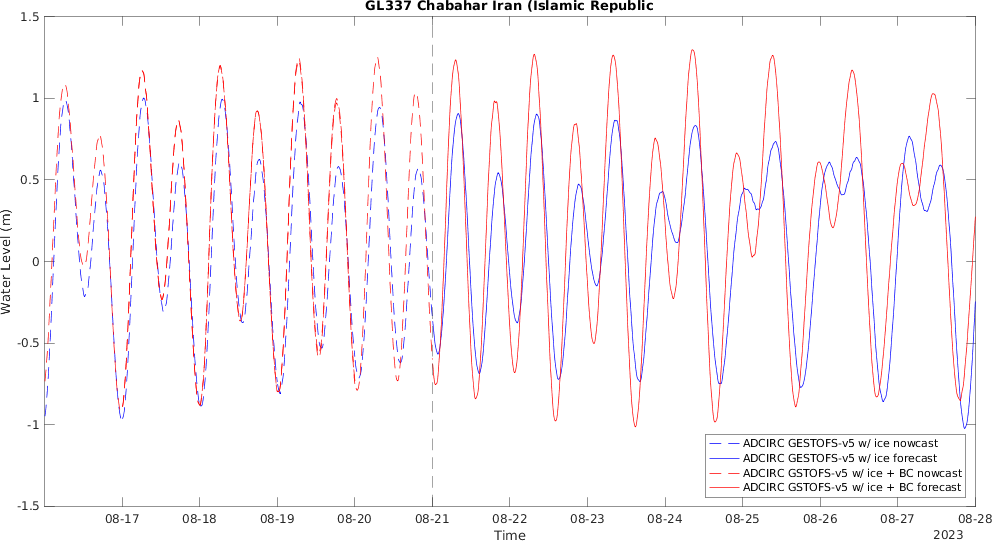 GL337 Chabahar Iran (Islamic Republic
1.5
1
0.5
0
-0.5
-1
-1.5
Water Level (m)
08-17 08-18 08-19 08-20 08-21 08-22 08-23 08-24 08-25 08-26 08-27 08-28
Time
2023
ADCIRC GESTOFS-v5 w/ ice nowcast
ADCIRC GESTOFS-v5 w/ ice forecast
ADCIRC GSTOFS-v5 w/ ice + BC nowcast
ADCIRC GSTOFS-v5 w/ ice + BC forecast